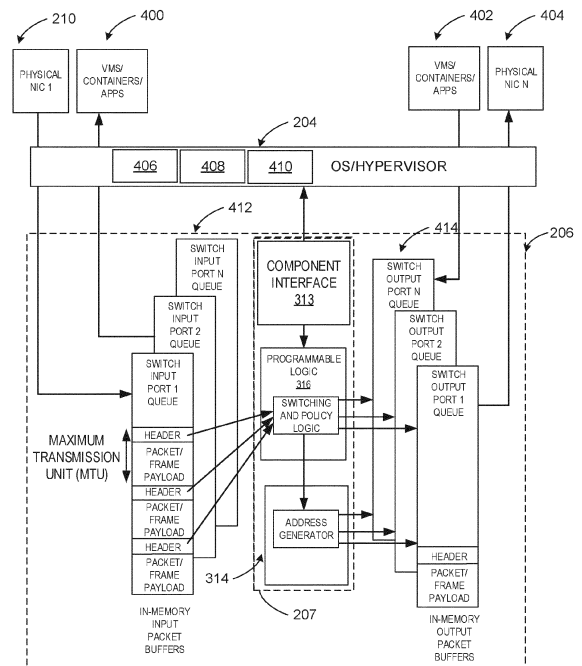 210
400
402
404
PHYSICAL
NIC 1
VMS/
CONTAINERS/
APPS
VMS/
CONTAINERS/
APPS
PHYSICAL
NIC N
204
406
408
410
OS/HYPERVISOR
412
414
206
SWITCH
INPUT
PORT N
QUEUE
SWITCH
INPUT
PORT 2
QUEUE
SWITCH
INPUT
PORT 1
QUEUE
COMPONENT
INTERFACE
313
SWITCH
OUTPUT
PORT N
QUEUE
SWITCH
OUTPUT
PORT 2
QUEUE
SWITCH
OUTPUT
PORT 1
QUEUE
PROGRAMMABLE
LOGIC
316
SWITCHING
AND POLICY
LOGIC
MAXIMUM
TRANSMISSION
UNIT (MTU)
HEADER
PACKET/
FRAME
PAYLOAD
HEADER
PACKET/
FRAME
PAYLOAD
HEADER
PACKET/
FRAME
PAYLOAD
ADDRESS
GENERATOR
314
207
HEADER
PACKET/
FRAME
PAYLOAD
IN-MEMORY
INPUT
PACKET
BUFFERS
IN-MEMORY
OUTPUT
PACKET
BUFFERS